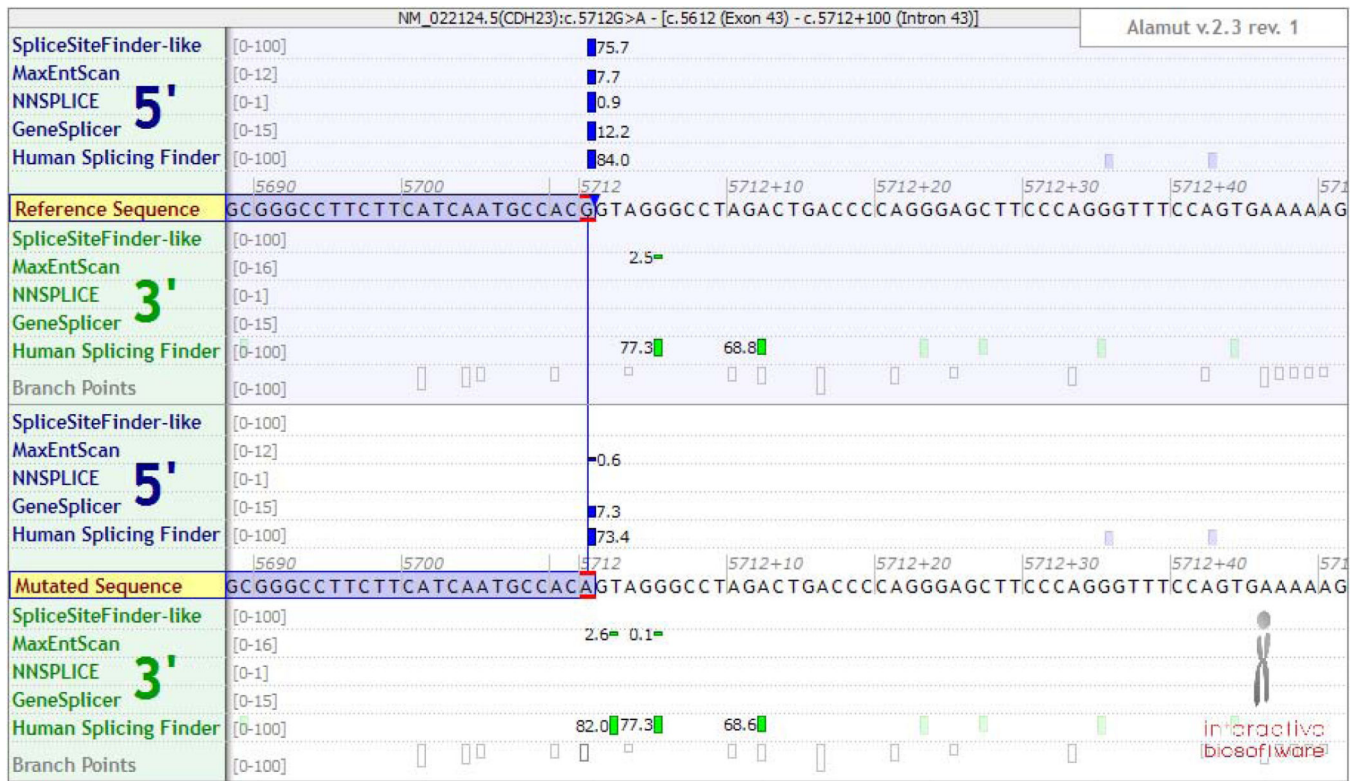 NM_022124.5(CDH23):c.5712G>A - [c.5612 (Exon 43) - c.5712+100 (Intron 43)]
Alamut v.2.3 rev. 1
SpliceSiteFinder-like [0-100] 75.7
MaxEntScan [0-12] 7.7
NNSPLICE 5' [0-1] 0.9
GeneSplicer [0-15] 12.2
Human Splicing Finder [0-100] 84.0
5690 5700 5712 5712+10 5712+20 5712+30 5712+40 571
Reference Sequence GCGGGCCTTCTTCATCAATGCCACGGTAGGGCCTAGACTGACCCCAGGGAGCTTCCCAGGGTTTCCAGTGAAAAAG
SpliceSiteFinder-like [0-100]
MaxEntScan [0-16] 2.5
NNSPLICE 3' [0-1]
GeneSplicer [0-15]
Human Splicing Finder [0-100] 77.3 68.8
Branch Points [0-100]
SpliceSiteFinder-like [0-100]
MaxEntScan [0-12] 0.6
NNSPLICE 5' [0-1]
GeneSplicer [0-15] 7.3
Human Splicing Finder [0-100] 73.4
5690 5700 5712 5712+10 5712+20 5712+30 5712+40 571
Mutated Sequence GCGGGCCTTCTTCATCAATGCCACAGTAGGGCCTAGACTGACCCCAGGGAGCTTCCCAGGGTTTCCAGTGAAAAAG
SpliceSiteFinder-like [0-100]
MaxEntScan [0-16] 2.6 0.1
NNSPLICE 3' [0-1]
GeneSplicer [0-15]
Human Splicing Finder [0-100] 82.0 77.3 68.6
Branch Points [0-100]
interactive
biosoftware